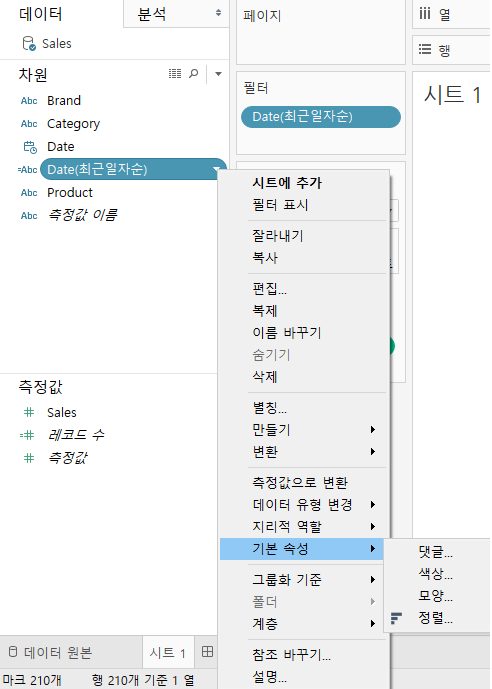 데이터
분석
Sales
차원
Abc Brand
Abc Category
Date
=Abc Date(최근일자순)
Abc Product
Abc 측정값 이름
측정값
# Sales
=# 레코드 수
# 측정값
페이지
필터
Date(최근일자순)
열
행
시트 1
시트에 추가
필터 표시
잘라내기
복사
편집...
복제
이름 바꾸기
숨기기
삭제
별칭...
만들기
변환
측정값으로 변환
데이터 유형 변경
지리적 역할
기본 속성
그룹화 기준
폴더
계층
참조 바꾸기...
설명...
댓글...
색상...
모양...
정렬...
데이터 원본
시트 1
마크 210개
행 210개 기준 1 열